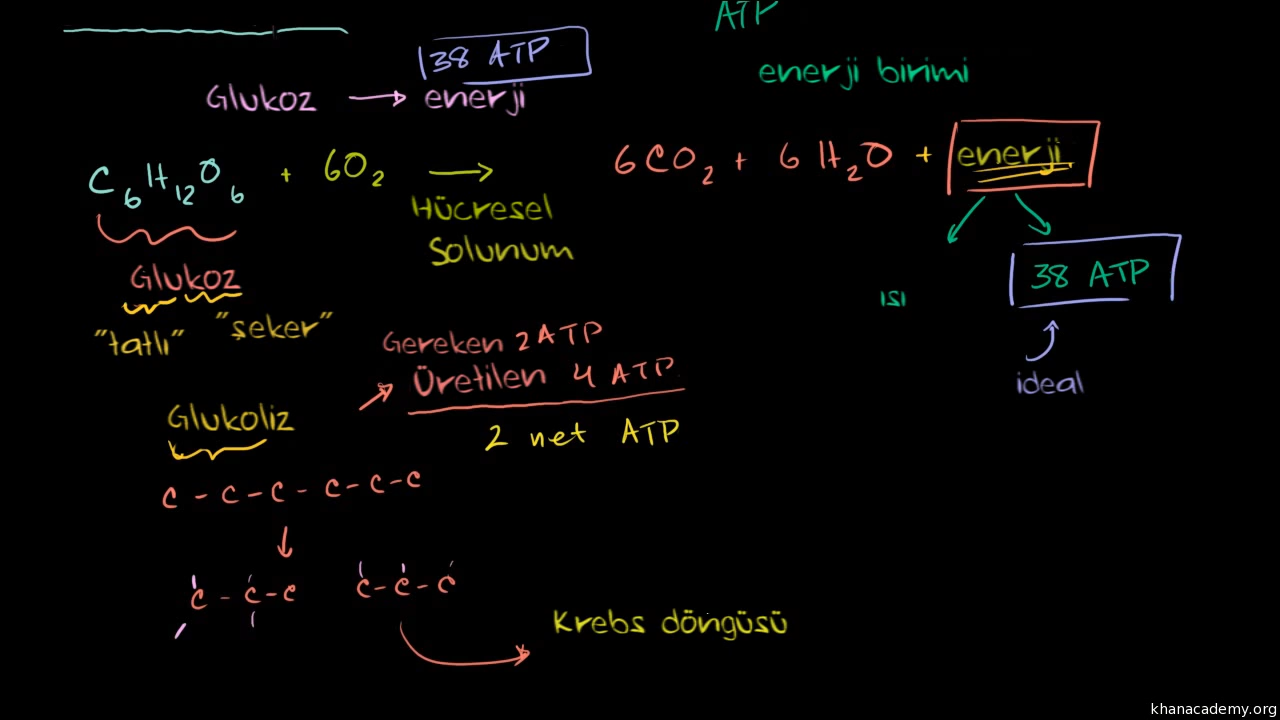 ATP
38 ATP
enerji birimi
Glukoz → enerji
C6H12O6 + 6O2 → 6CO2 + 6H2O + enerji
Hücresel
Solunum
Glukoz
38 ATP
ısı
"tatlı" "şeker"
Gereken 2 ATP
Üretilen 4 ATP
ideal
Glukoliz
2 net ATP
C - C - C - C - C - C
C - C - C C - C - C
Krebs döngüsü
khanacademy.org